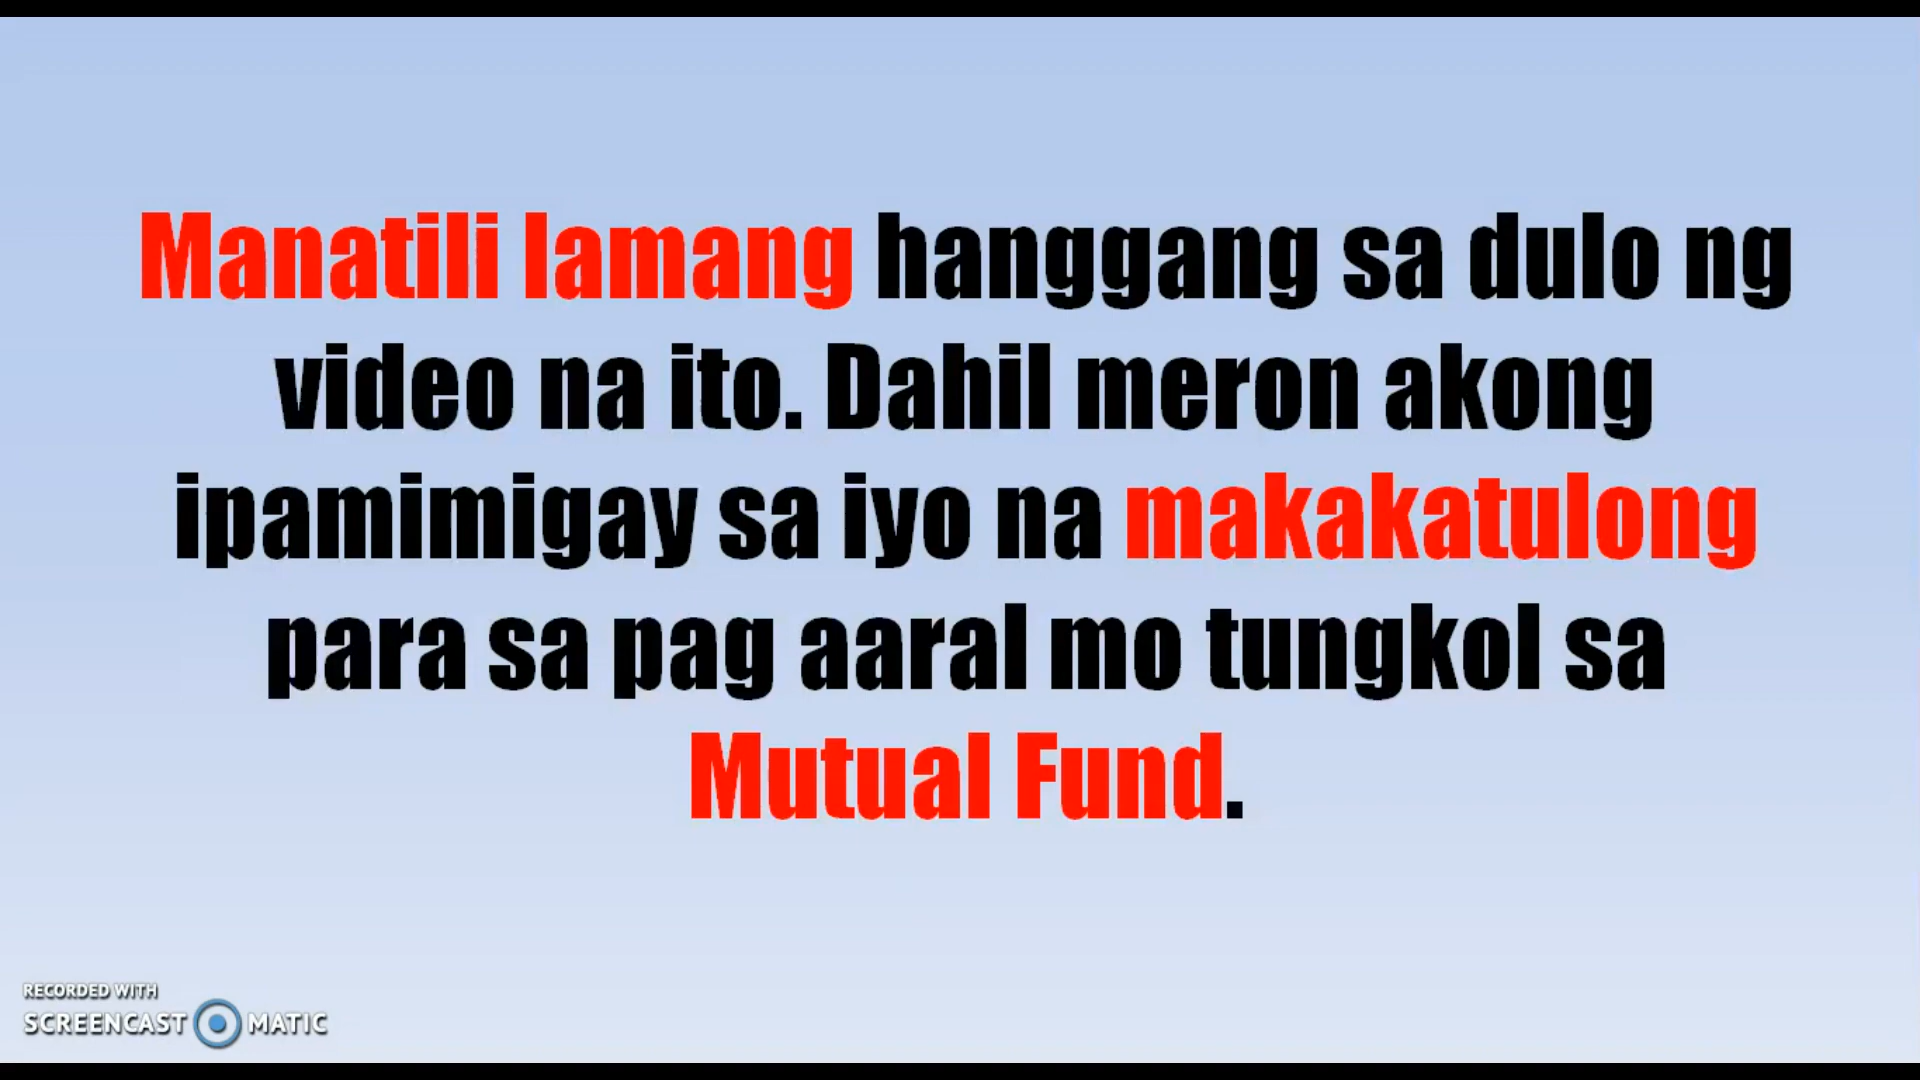 Manatili lamang hanggang sa dulo ng
video na ito. Dahil meron akong
ipamimigay sa iyo na makakatulong
para sa pag aaral mo tungkol sa
Mutual Fund.
RECORDED WITH
SCREENCAST MATIC